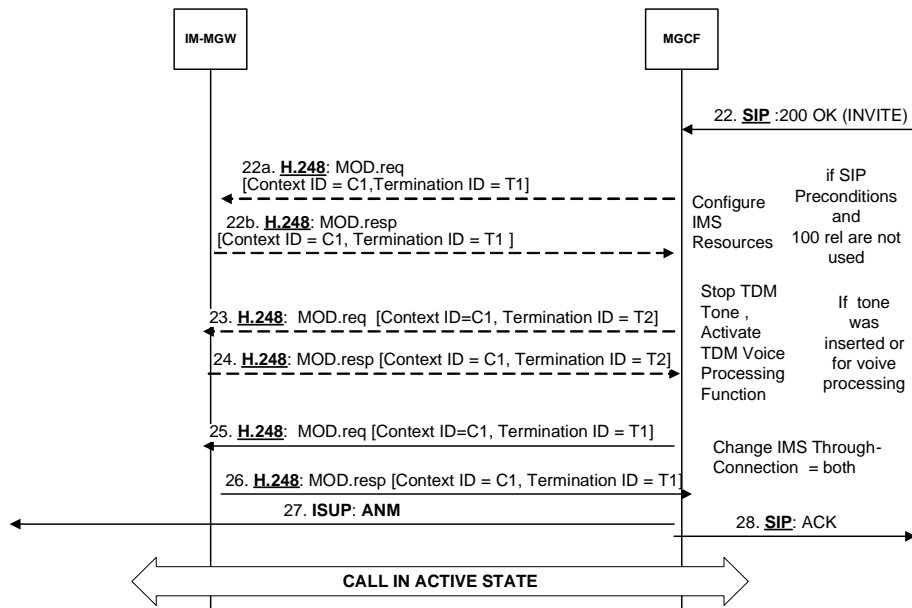 IM-MGW
MGCF
22. SIP :200 OK (INVITE)
22a. H.248: MOD.req
[Context ID = C1,Termination ID = T1]
22b. H.248: MOD.resp
[Context ID = C1, Termination ID = T1 ]
Configure
IMS
Resources
if SIP
Preconditions
and
100 rel are not
used
23. H.248:  MOD.req  [Context ID=C1, Termination ID = T2]
24. H.248: MOD.resp [Context ID = C1, Termination ID = T2]
Stop TDM
Tone ,
Activate
TDM Voice
Processing
Function
If  tone
was
inserted or
for voive
processing
25. H.248:  MOD.req [Context ID=C1, Termination ID = T1]
26. H.248: MOD.resp [Context ID = C1, Termination ID = T1]
Change IMS Through-
Connection  = both
27. ISUP: ANM
28. SIP: ACK
CALL IN ACTIVE STATE